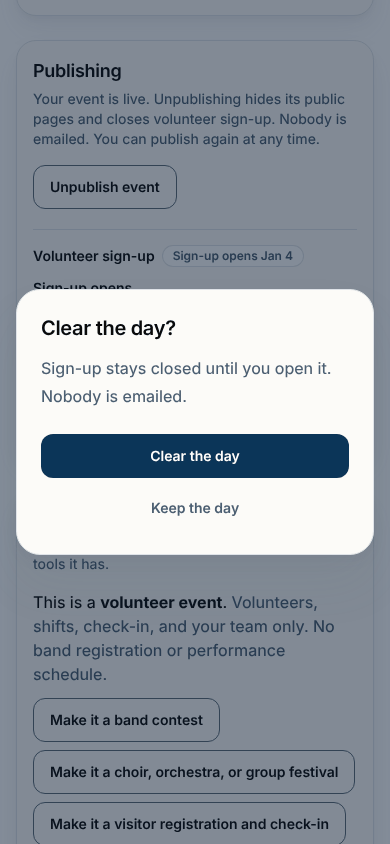 Publishing
Your event is live. Unpublishing hides its public
pages and closes volunteer sign-up. Nobody is
emailed. You can publish again at any time.
Unpublish event
Volunteer sign-up
Sign-up opens Jan 4
Sign-up opens
Clear the day?
Sign-up stays closed until you open it.
Nobody is emailed.
Clear the day
Keep the day
tools it has.
This is a volunteer event. Volunteers,
shifts, check-in, and your team only. No
band registration or performance
schedule.
Make it a band contest
Make it a choir, orchestra, or group festival
Make it a visitor registration and check-in